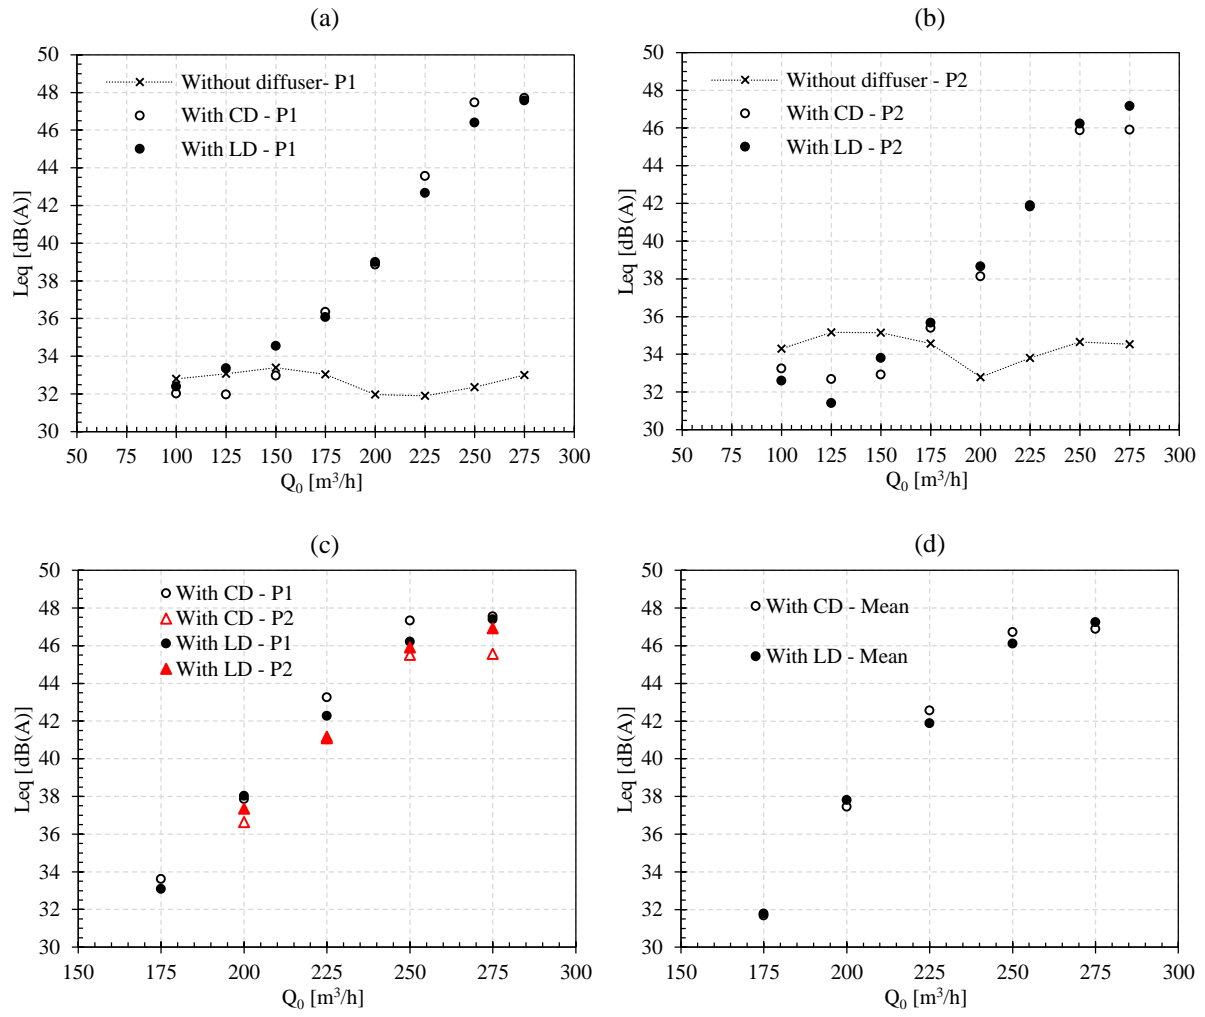 (a)
50
48
46
44
42
40
38
36
34
32
30
Leq [dB(A)]
Without diffuser- P1
With CD - P1
With LD - P1
50 75 100 125 150 175 200 225 250 275 300
Q₀ [m³/h]
(b)
50
48
46
44
42
40
38
36
34
32
30
Leq [dB(A)]
Without diffuser - P2
With CD - P2
With LD - P2
50 75 100 125 150 175 200 225 250 275 300
Q₀ [m³/h]
(c)
50
48
46
44
42
40
38
36
34
32
30
Leq [dB(A)]
With CD - P1
With CD - P2
With LD - P1
With LD - P2
150 175 200 225 250 275 300
Q₀ [m³/h]
(d)
50
48
46
44
42
40
38
36
34
32
30
Leq [dB(A)]
With CD - Mean
With LD - Mean
150 175 200 225 250 275 300
Q₀ [m³/h]